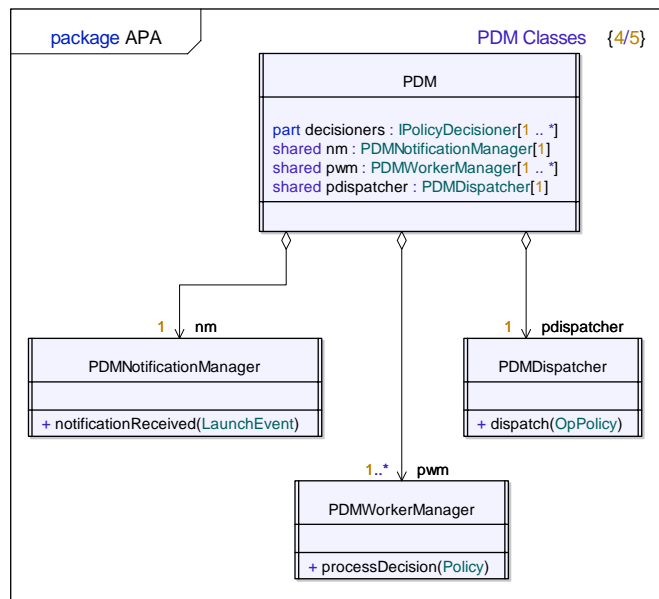 package APA
PDM Classes {4/5}
PDM
part decisioners : IPolicyDecisioner[1 .. *]
shared nm : PDMNotificationManager[1]
shared pwm : PDMWorkerManager[1 .. *]
shared pdispatcher : PDMDispatcher[1]
1 nm
1 pdispatcher
PDMNotificationManager
+ notificationReceived(LaunchEvent)
PDMDispatcher
+ dispatch(OpPolicy)
1..* pwm
PDMWorkerManager
+ processDecision(Policy)